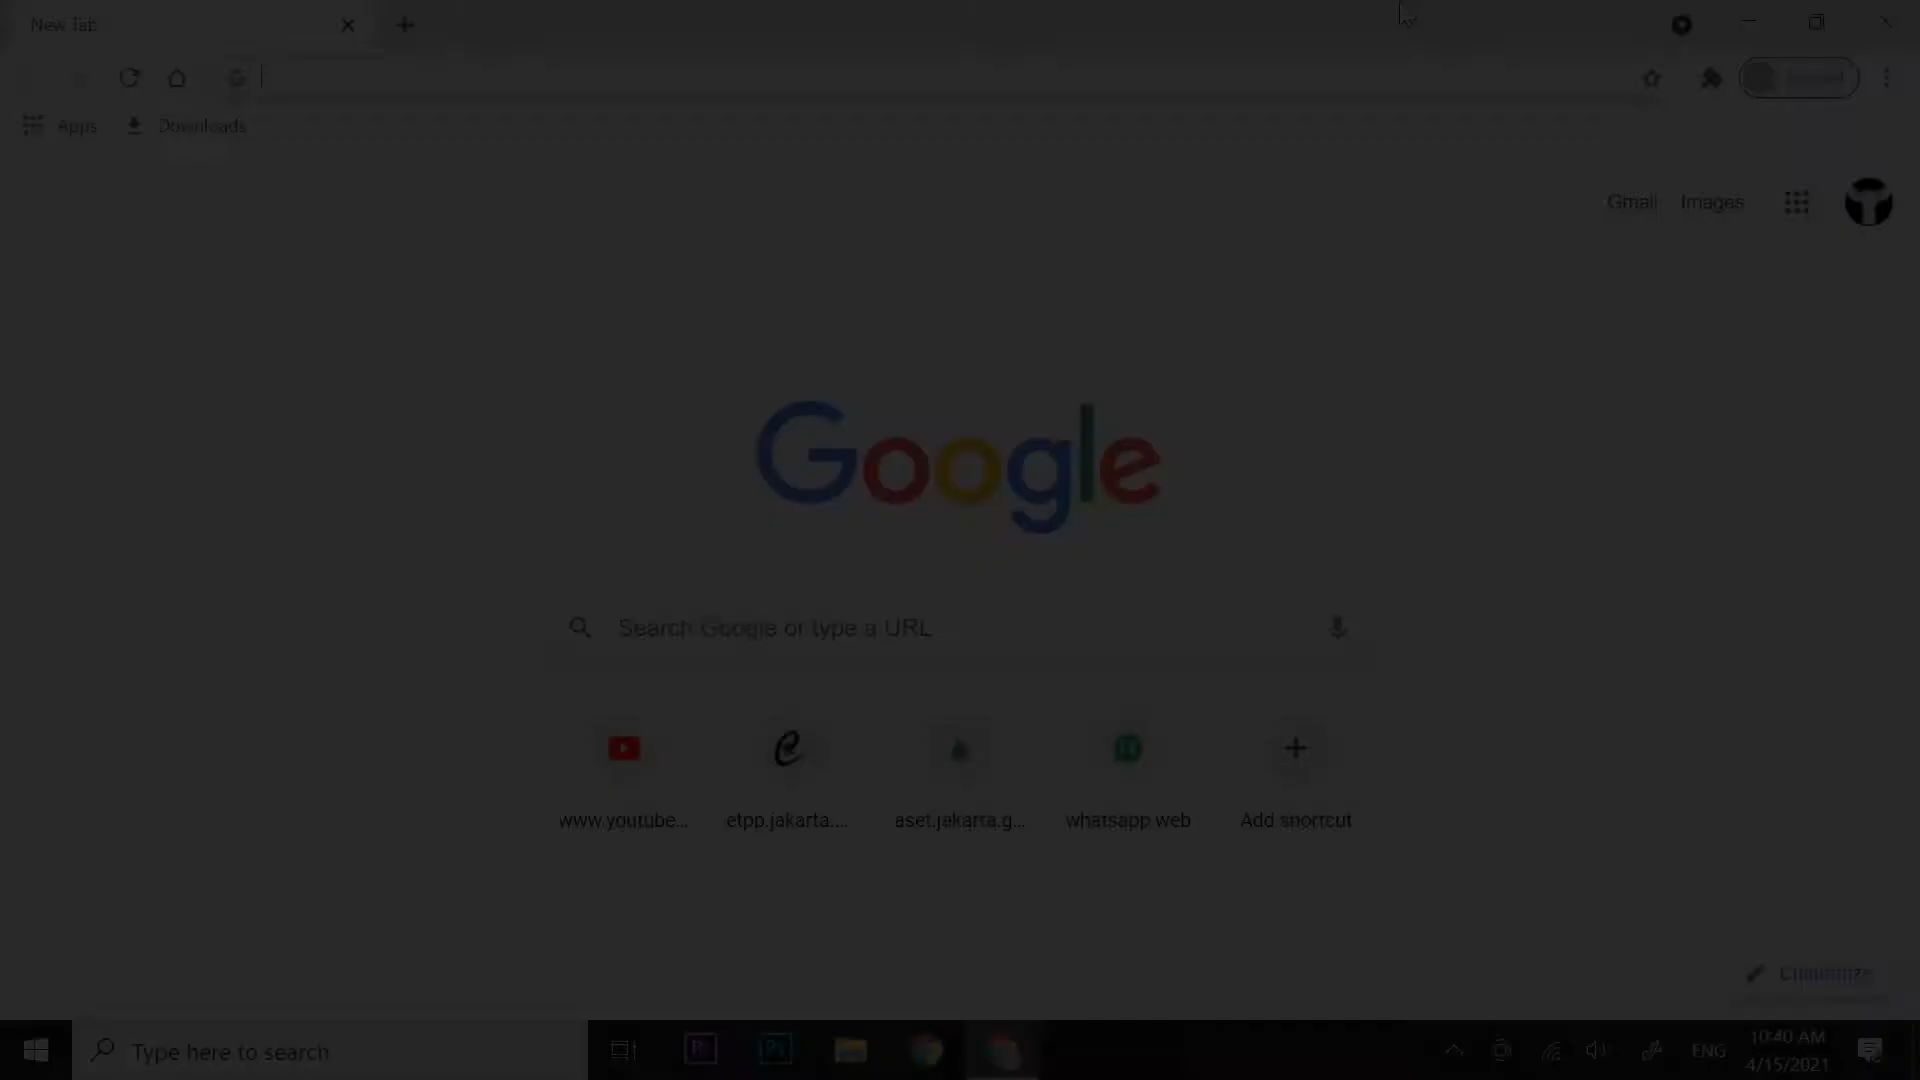 New Tab
Apps
Downloads
Gmail
Images
Google
Search Google or type a URL
www.youtube...
etpp.jakarta....
aset.jakarta.g...
whatsapp web
Add shortcut
Customize
Type here to search
ENG
10:40 AM
4/15/2021